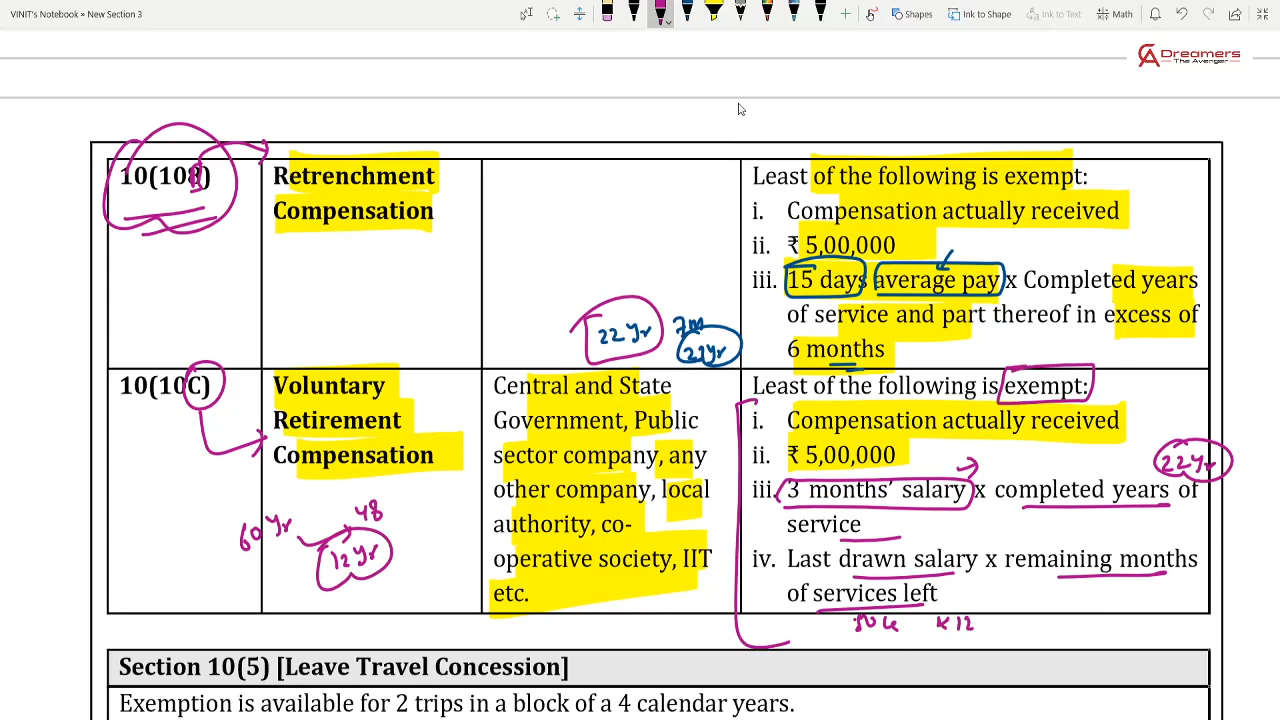 VINIT's Notebook » New Section 3
Shapes
Ink to Shape
Ink to Text
Math
CA Dreamers
The Avenger
10(10B)
Retrenchment
Compensation
Least of the following is exempt:
i. Compensation actually received
ii. ₹ 5,00,000
iii. 15 days average pay x Completed years
of service and part thereof in excess of
6 months
22 Yr
7m
10(10C)
Voluntary
Retirement
Compensation
60 Yr
48
12 Yr
Central and State
Government, Public
sector company, any
other company, local
authority, co-
operative society, IIT
etc.
Least of the following is exempt:
i. Compensation actually received
ii. ₹ 5,00,000
22 Yr
iii. 3 months' salary x completed years of
service
iv. Last drawn salary x remaining months
of services left
x 12
Section 10(5) [Leave Travel Concession]
Exemption is available for 2 trips in a block of a 4 calendar years.